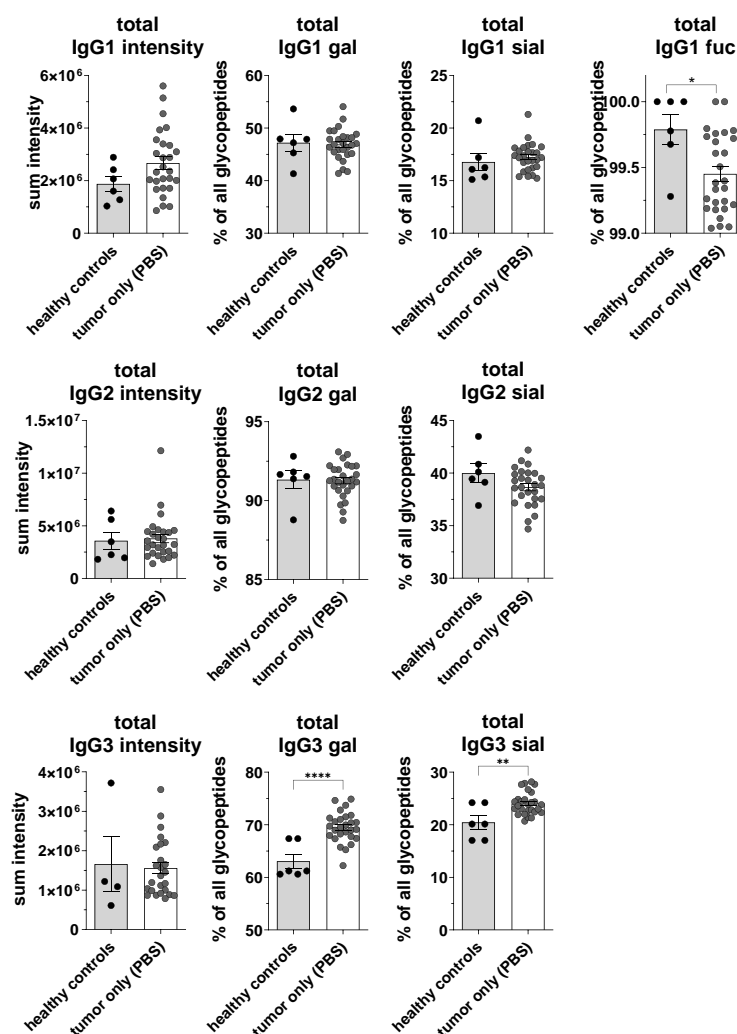 total
IgG1 intensity
sum intensity
6×10⁶
4×10⁶
2×10⁶
0
healthy controls
tumor only (PBS)
total
IgG1 gal
% of all glycopeptides
60
50
40
30
healthy controls
tumor only (PBS)
total
IgG1 sial
% of all glycopeptides
25
20
15
10
healthy controls
tumor only (PBS)
total
IgG1 fuc
% of all glycopeptides
*
100.0
99.5
99.0
healthy controls
tumor only (PBS)
total
IgG2 intensity
sum intensity
1.5×10⁷
1×10⁷
5×10⁶
0
healthy controls
tumor only (PBS)
total
IgG2 gal
% of all glycopeptides
95
90
85
healthy controls
tumor only (PBS)
total
IgG2 sial
% of all glycopeptides
45
40
35
30
healthy controls
tumor only (PBS)
total
IgG3 intensity
sum intensity
4×10⁶
3×10⁶
2×10⁶
1×10⁶
0
healthy controls
tumor only (PBS)
total
IgG3 gal
% of all glycopeptides
****
80
70
60
50
healthy controls
tumor only (PBS)
total
IgG3 sial
% of all glycopeptides
**
30
20
10
0
healthy controls
tumor only (PBS)